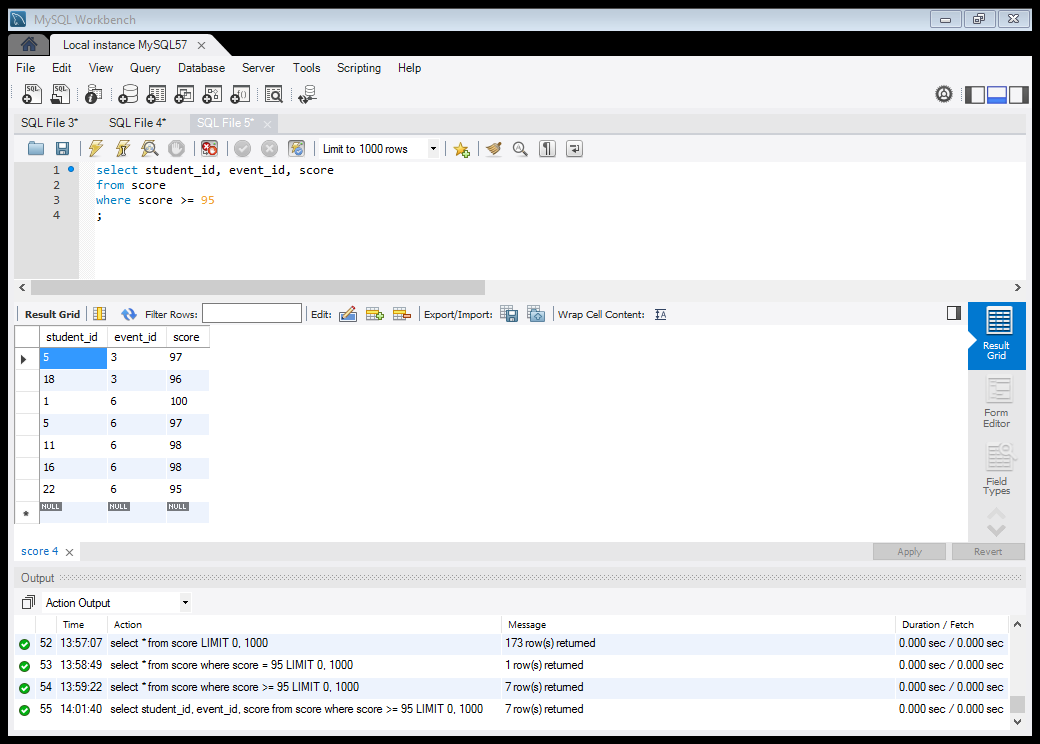 MySQL Workbench
Local instance MySQL57
File Edit View Query Database Server Tools Scripting Help
SQL File 3* SQL File 4* SQL File 5*
Limit to 1000 rows
1 select student_id, event_id, score
2 from score
3 where score >= 95
4 ;
Result Grid Filter Rows: Edit: Export/Import: Wrap Cell Content:
student_id event_id score
5 3 97
18 3 96
1 6 100
5 6 97
11 6 98
16 6 98
22 6 95
NULL NULL NULL
Result
Grid
Form
Editor
Field
Types
score 4 Apply Revert
Output
Action Output
Time Action Message Duration / Fetch
52 13:57:07 select * from score LIMIT 0, 1000 173 row(s) returned 0.000 sec / 0.000 sec
53 13:58:49 select * from score where score = 95 LIMIT 0, 1000 1 row(s) returned 0.000 sec / 0.000 sec
54 13:59:22 select * from score where score >= 95 LIMIT 0, 1000 7 row(s) returned 0.000 sec / 0.000 sec
55 14:01:40 select student_id, event_id, score from score where score >= 95 LIMIT 0, 1000 7 row(s) returned 0.000 sec / 0.000 sec